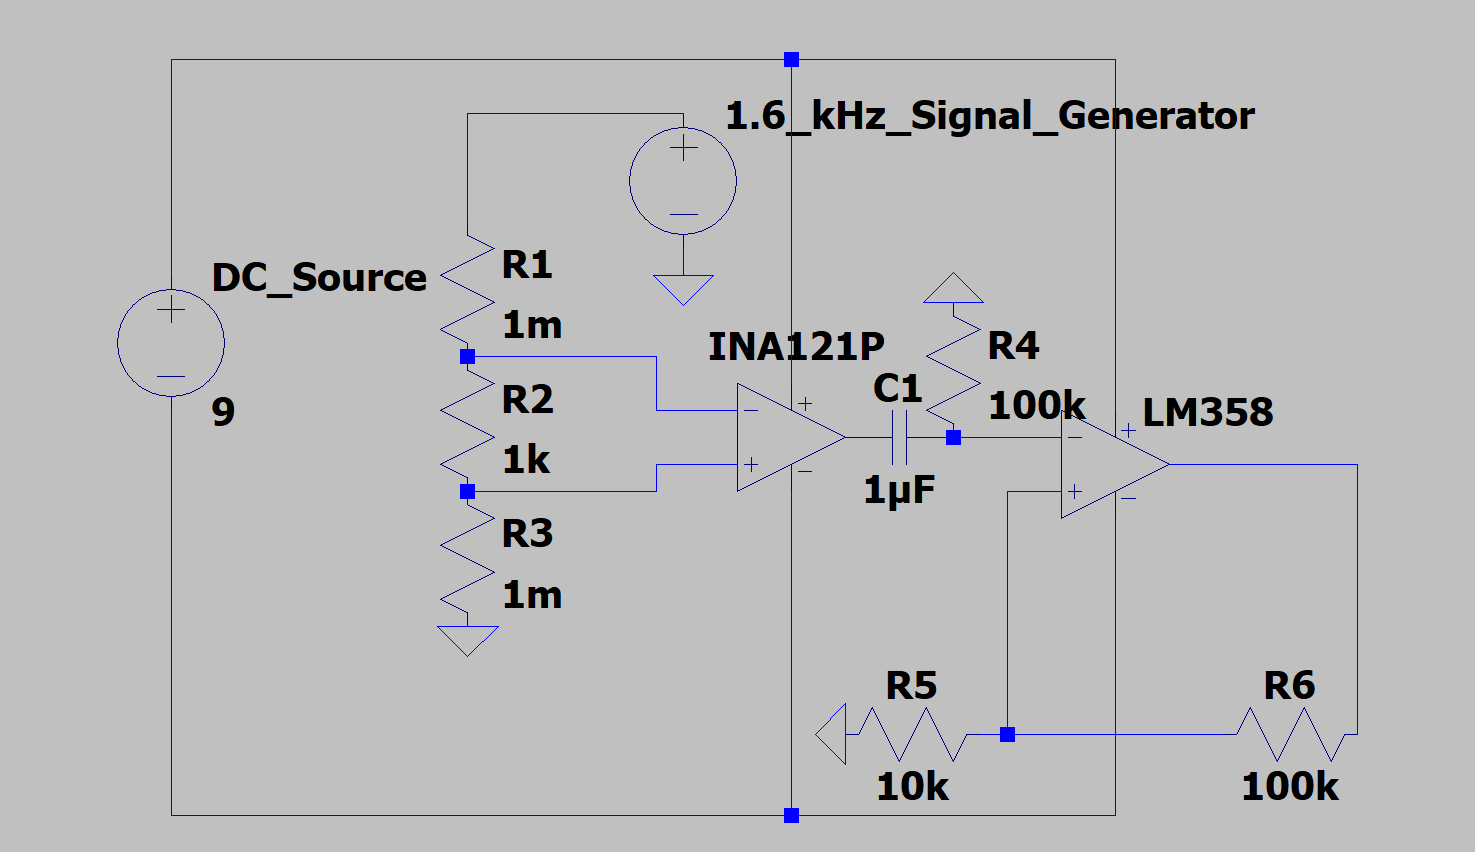 1.6_kHz_Signal_Generator
DC_Source
9
R1
1m
R2
1k
R3
1m
INA121P
C1
1µF
R4
100k
LM358
R5
10k
R6
100k